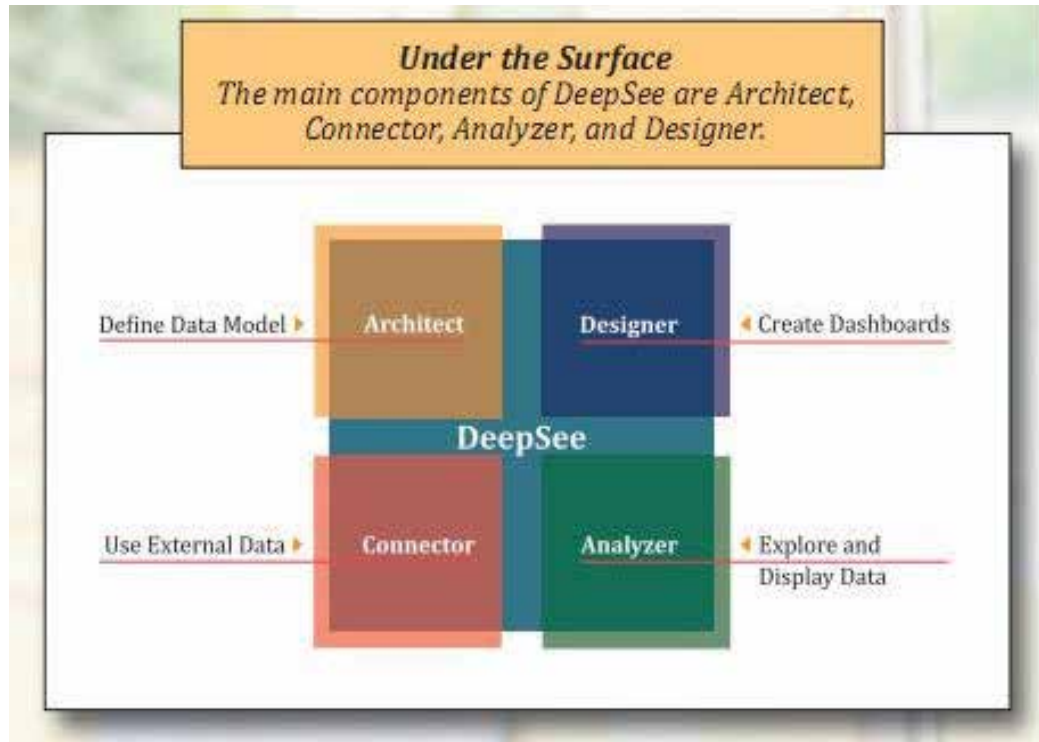 Under the Surface
The main components of DeepSee are Architect,
Connector, Analyzer, and Designer.
Define Data Model
Architect
Designer
Create Dashboards
DeepSee
Use External Data
Connector
Analyzer
Explore and
Display Data